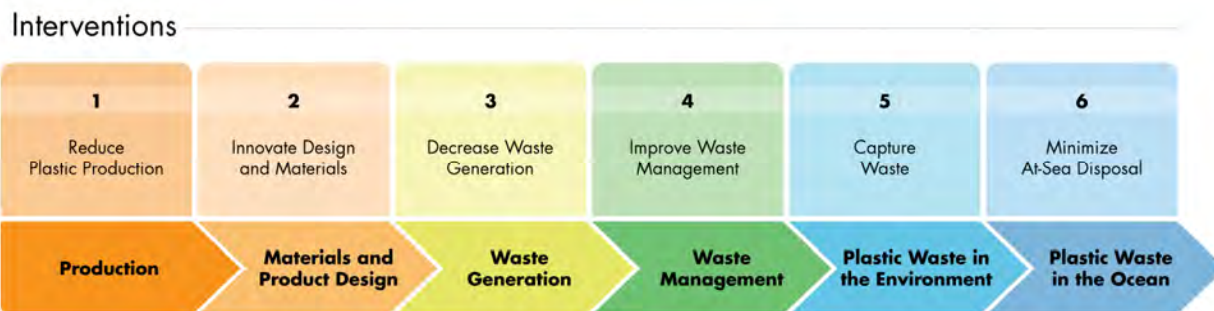 Interventions
1
Reduce
Plastic Production
2
Innovate Design
and Materials
3
Decrease Waste
Generation
4
Improve Waste
Management
5
Capture
Waste
6
Minimize
At-Sea Disposal
Production
Materials and
Product Design
Waste
Generation
Waste
Management
Plastic Waste in
the Environment
Plastic Waste
in the Ocean